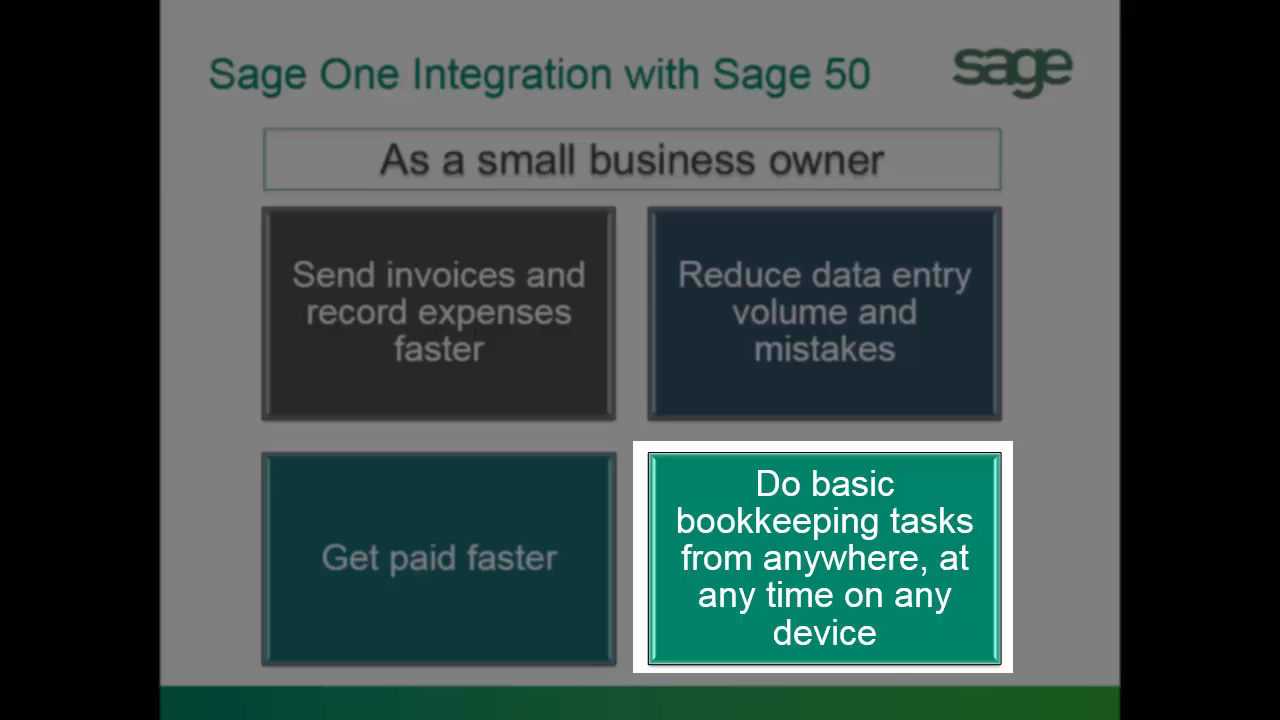 Sage One Integration with Sage 50
sage
As a small business owner
Send invoices and
record expenses
faster
Reduce data entry
volume and
mistakes
Get paid faster
Do basic
bookkeeping tasks
from anywhere, at
any time on any
device